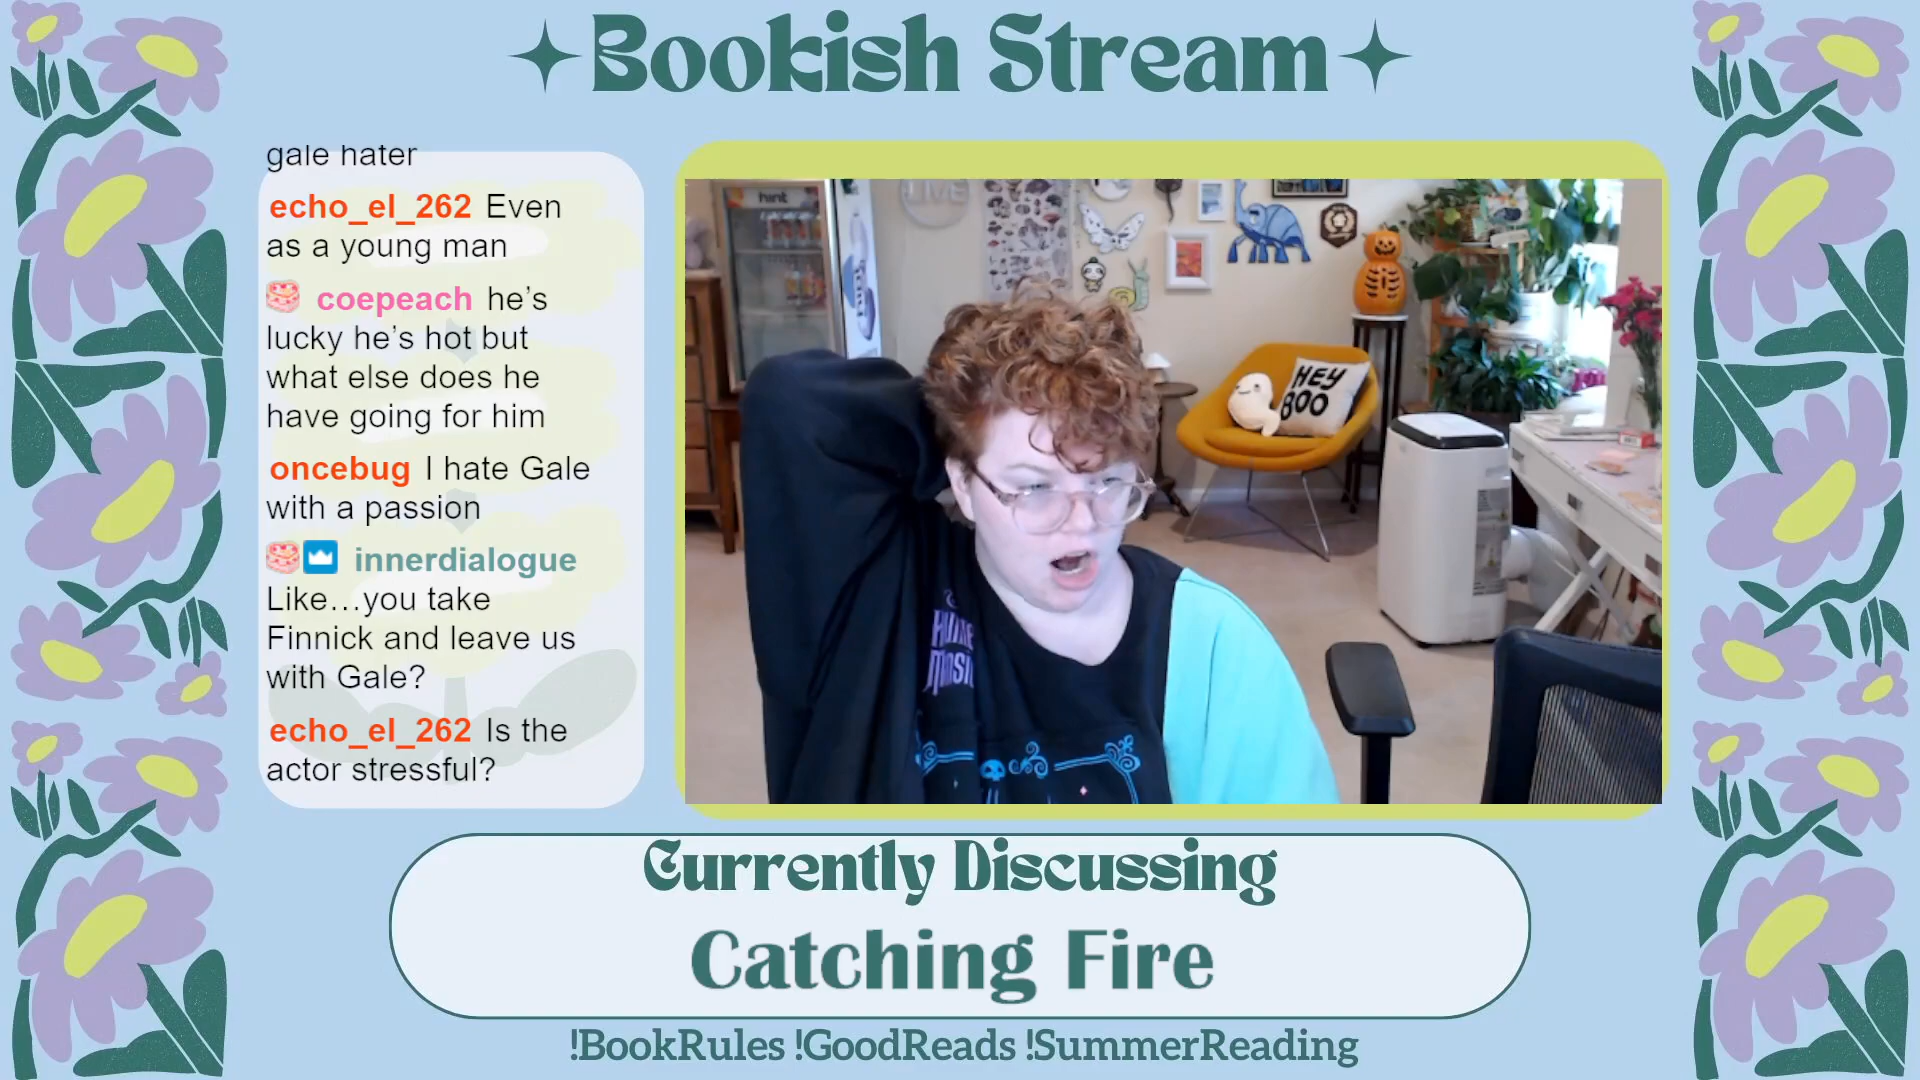 Bookish Stream
gale hater
echo_el_262 Even
as a young man
coepeach he's
lucky he's hot but
what else does he
have going for him
oncebug I hate Gale
with a passion
innerdialogue
Like...you take
Finnick and leave us
with Gale?
echo_el_262 Is the
actor stressful?
LIVE
hint
HEY
BOO
Currently Discussing
Catching Fire
!BookRules !GoodReads !SummerReading